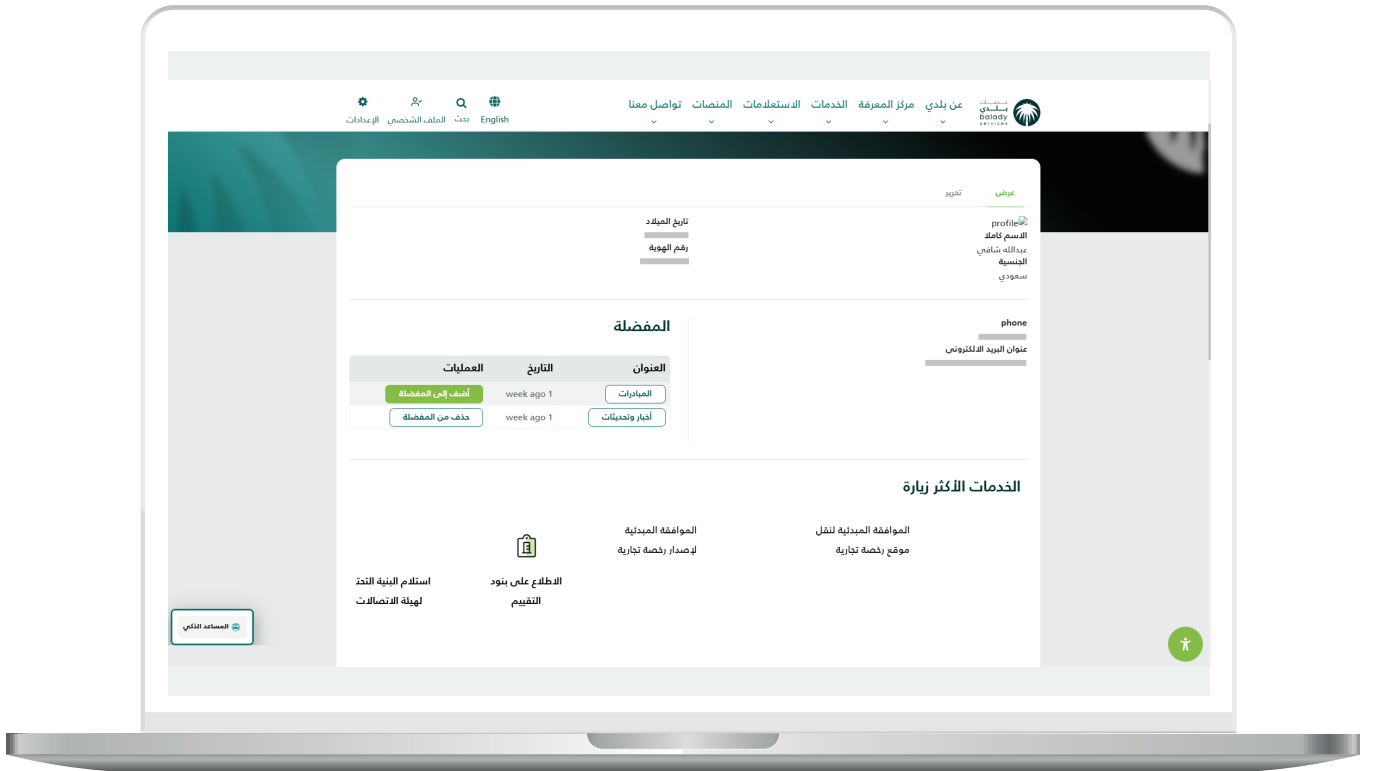 خدمات
بلدي
balady
services
عن بلدي
مركز المعرفة
الخدمات
الاستعلامات
المنصات
تواصل معنا
English
بحث
الملف الشخصي
الإعدادات
عرض
تحرير
profile
الاسم كاملا
عبدالله شافي
الجنسية
سعودي
تاريخ الميلاد
رقم الهوية
phone
عنوان البريد الالكتروني
المفضلة
العنوان التاريخ العمليات
المبادرات 1 week ago أضف إلى المفضلة
أخبار وتحديثات 1 week ago حذف من المفضلة
الخدمات الأكثر زيارة
الموافقة المبدئية لنقل
موقع رخصة تجارية
الموافقة المبدئية
لإصدار رخصة تجارية
الاطلاع على بنود
التقييم
استلام البنية التحت
لهيئة الاتصالات
المساعد الذكي